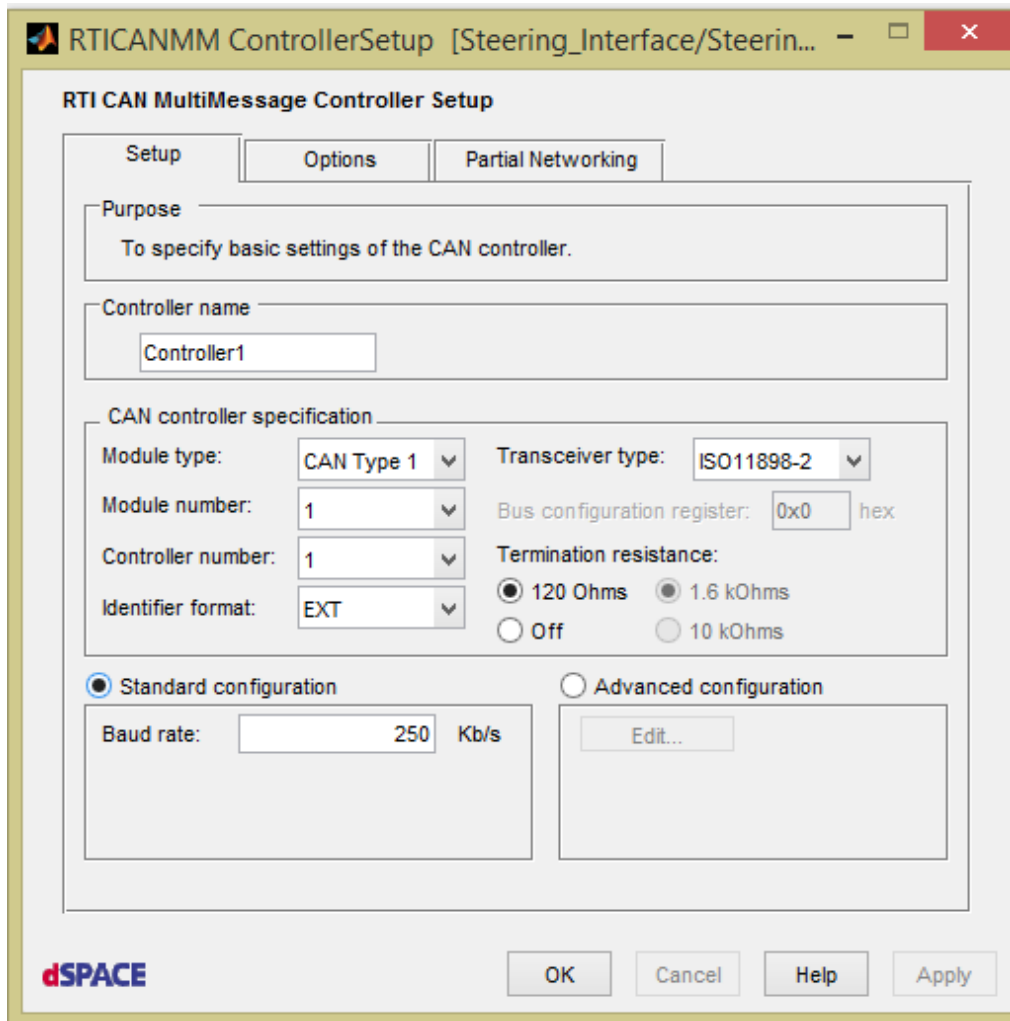 RTICANMM ControllerSetup [Steering_Interface/Steerin...
RTI CAN MultiMessage Controller Setup
Setup Options Partial Networking
Purpose
To specify basic settings of the CAN controller.
Controller name
Controller1
CAN controller specification
Module type: CAN Type 1 Transceiver type: ISO11898-2
Module number: 1 Bus configuration register: 0x0 hex
Controller number: 1 Termination resistance:
120 Ohms 1.6 kOhms
Identifier format: EXT
Off 10 kOhms
Standard configuration Advanced configuration
Baud rate: 250 Kb/s Edit...
dSPACE OK Cancel Help Apply